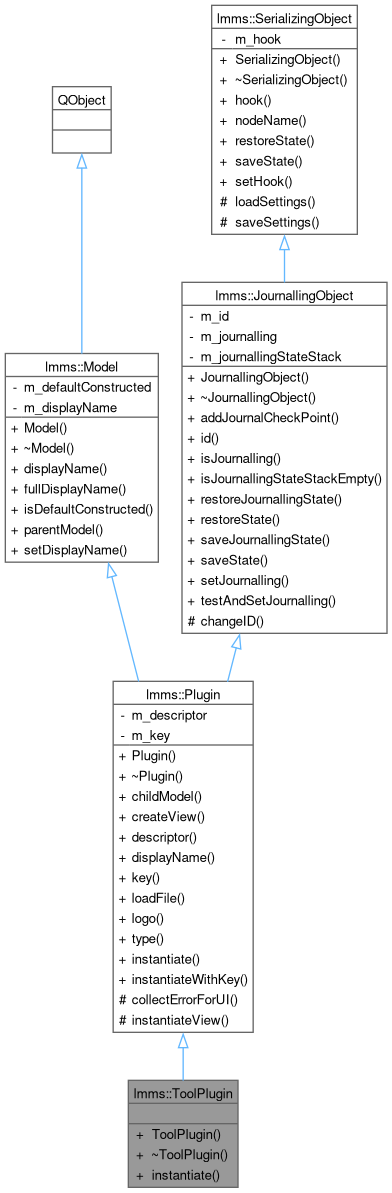 lmms::SerializingObject
- m_hook
+ SerializingObject()
+ ~SerializingObject()
+ hook()
+ nodeName()
+ restoreState()
+ saveState()
+ setHook()
# loadSettings()
# saveSettings()
QObject
lmms::JournallingObject
- m_id
- m_journalling
- m_journallingStateStack
+ JournallingObject()
+ ~JournallingObject()
+ addJournalCheckPoint()
+ id()
+ isJournalling()
+ isJournallingStateStackEmpty()
+ restoreJournallingState()
+ restoreState()
+ saveJournallingState()
+ saveState()
+ setJournalling()
+ testAndSetJournalling()
# changeID()
lmms::Model
- m_defaultConstructed
- m_displayName
+ Model()
+ ~Model()
+ displayName()
+ fullDisplayName()
+ isDefaultConstructed()
+ parentModel()
+ setDisplayName()
lmms::Plugin
- m_descriptor
- m_key
+ Plugin()
+ ~Plugin()
+ childModel()
+ createView()
+ descriptor()
+ displayName()
+ key()
+ loadFile()
+ logo()
+ type()
+ instantiate()
+ instantiateWithKey()
# collectErrorForUI()
# instantiateView()
lmms::ToolPlugin
+ ToolPlugin()
+ ~ToolPlugin()
+ instantiate()